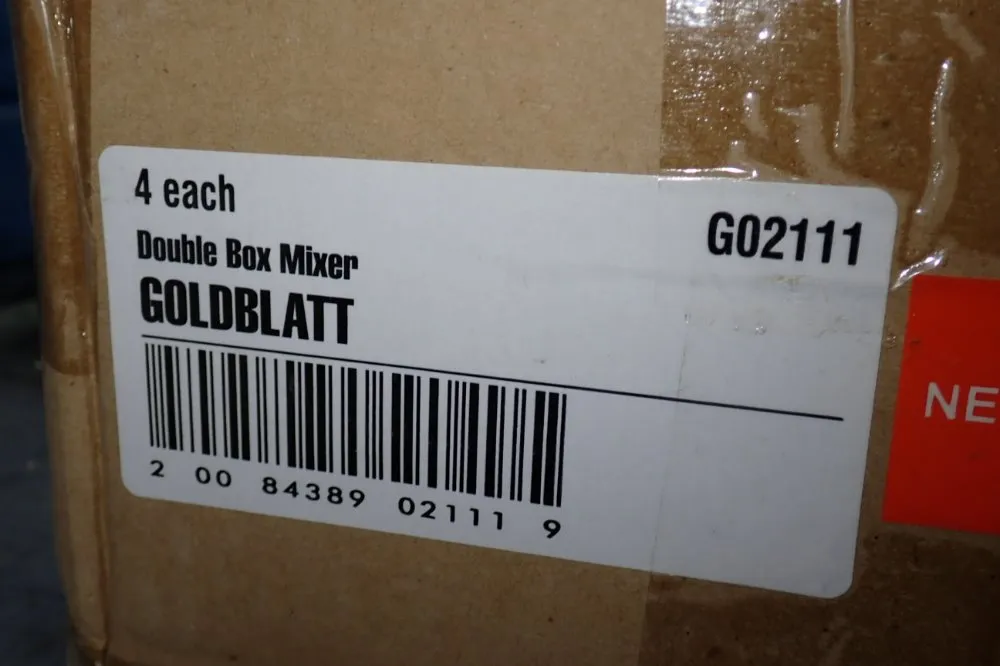 4 each
G02111
Double Box Mixer
GOLDBLATT
2 00 84389 02111 9
NE